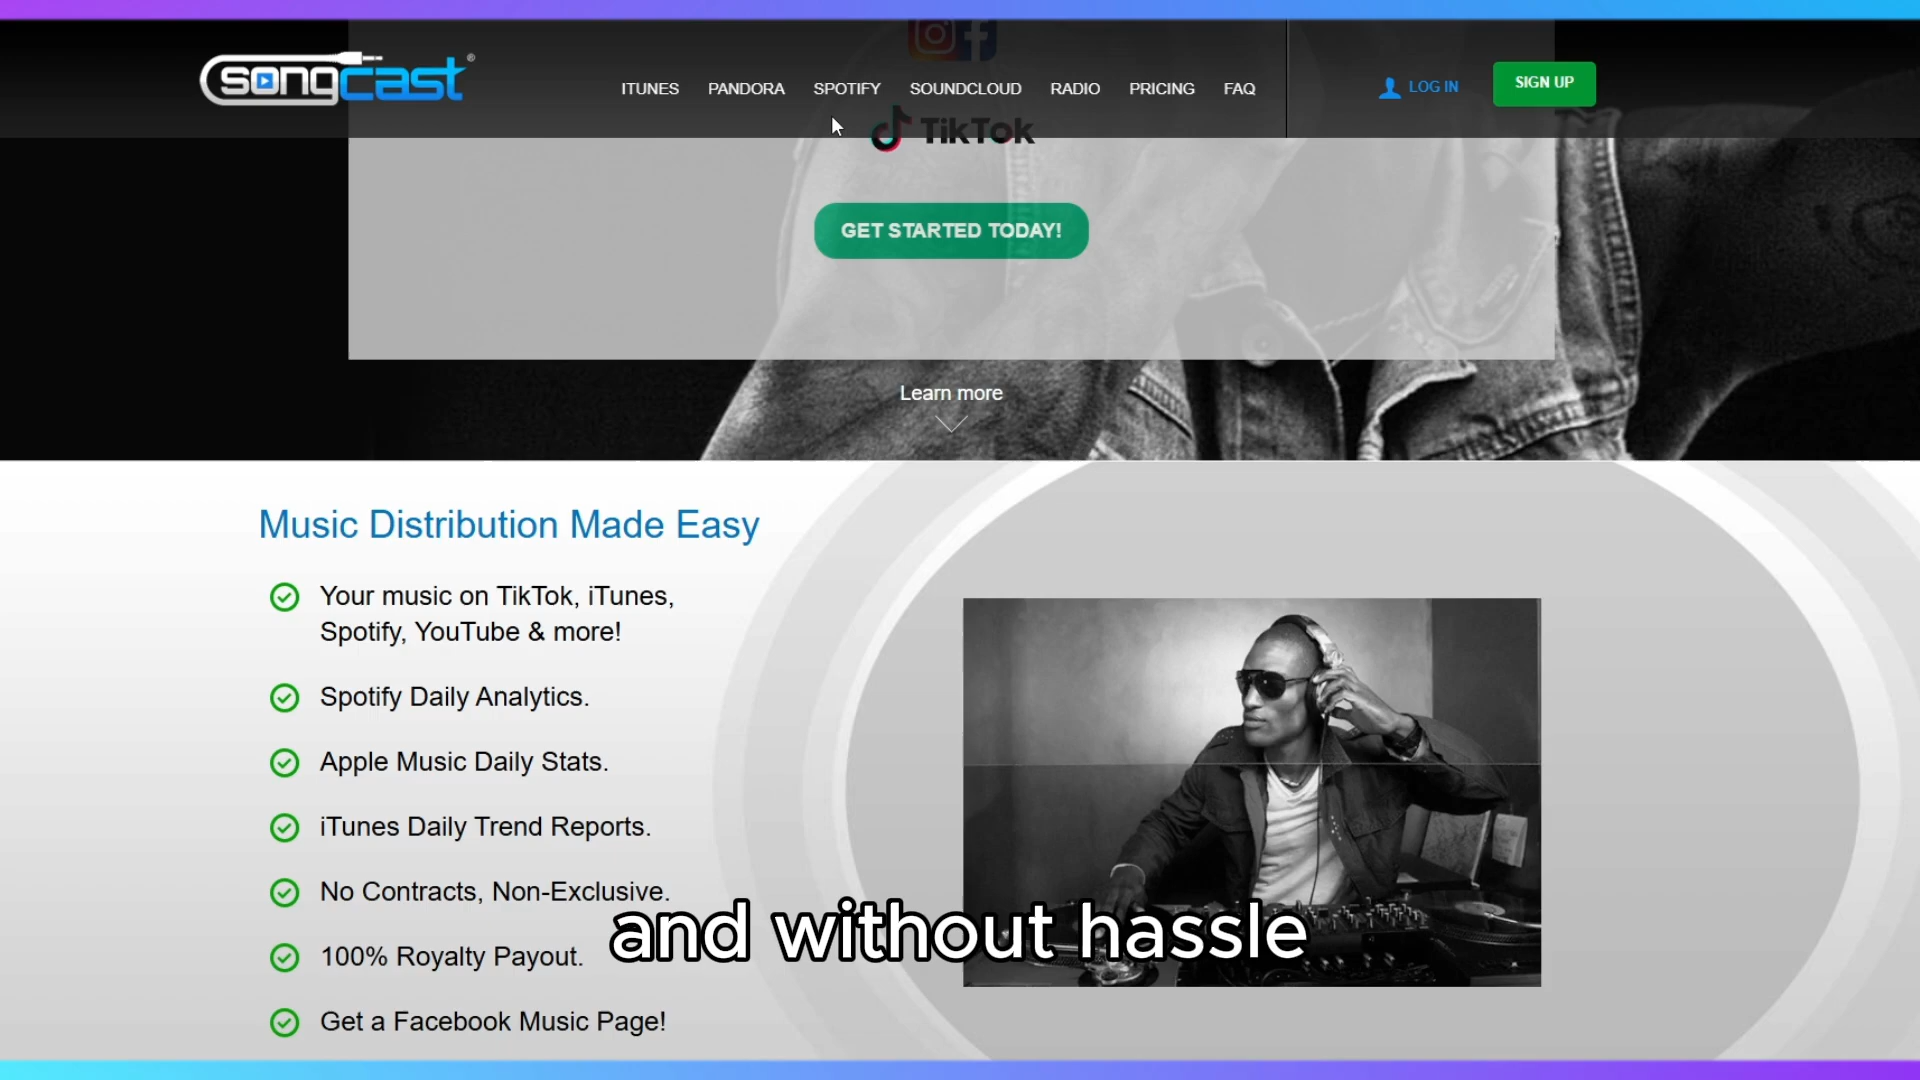 songcast®
ITUNES PANDORA SPOTIFY SOUNDCLOUD RADIO PRICING FAQ
LOG IN
SIGN UP
TikTok
GET STARTED TODAY!
Learn more
Music Distribution Made Easy
Your music on TikTok, iTunes,
Spotify, YouTube & more!
Spotify Daily Analytics.
Apple Music Daily Stats.
iTunes Daily Trend Reports.
No Contracts, Non-Exclusive.
100% Royalty Payout.
Get a Facebook Music Page!
and without hassle